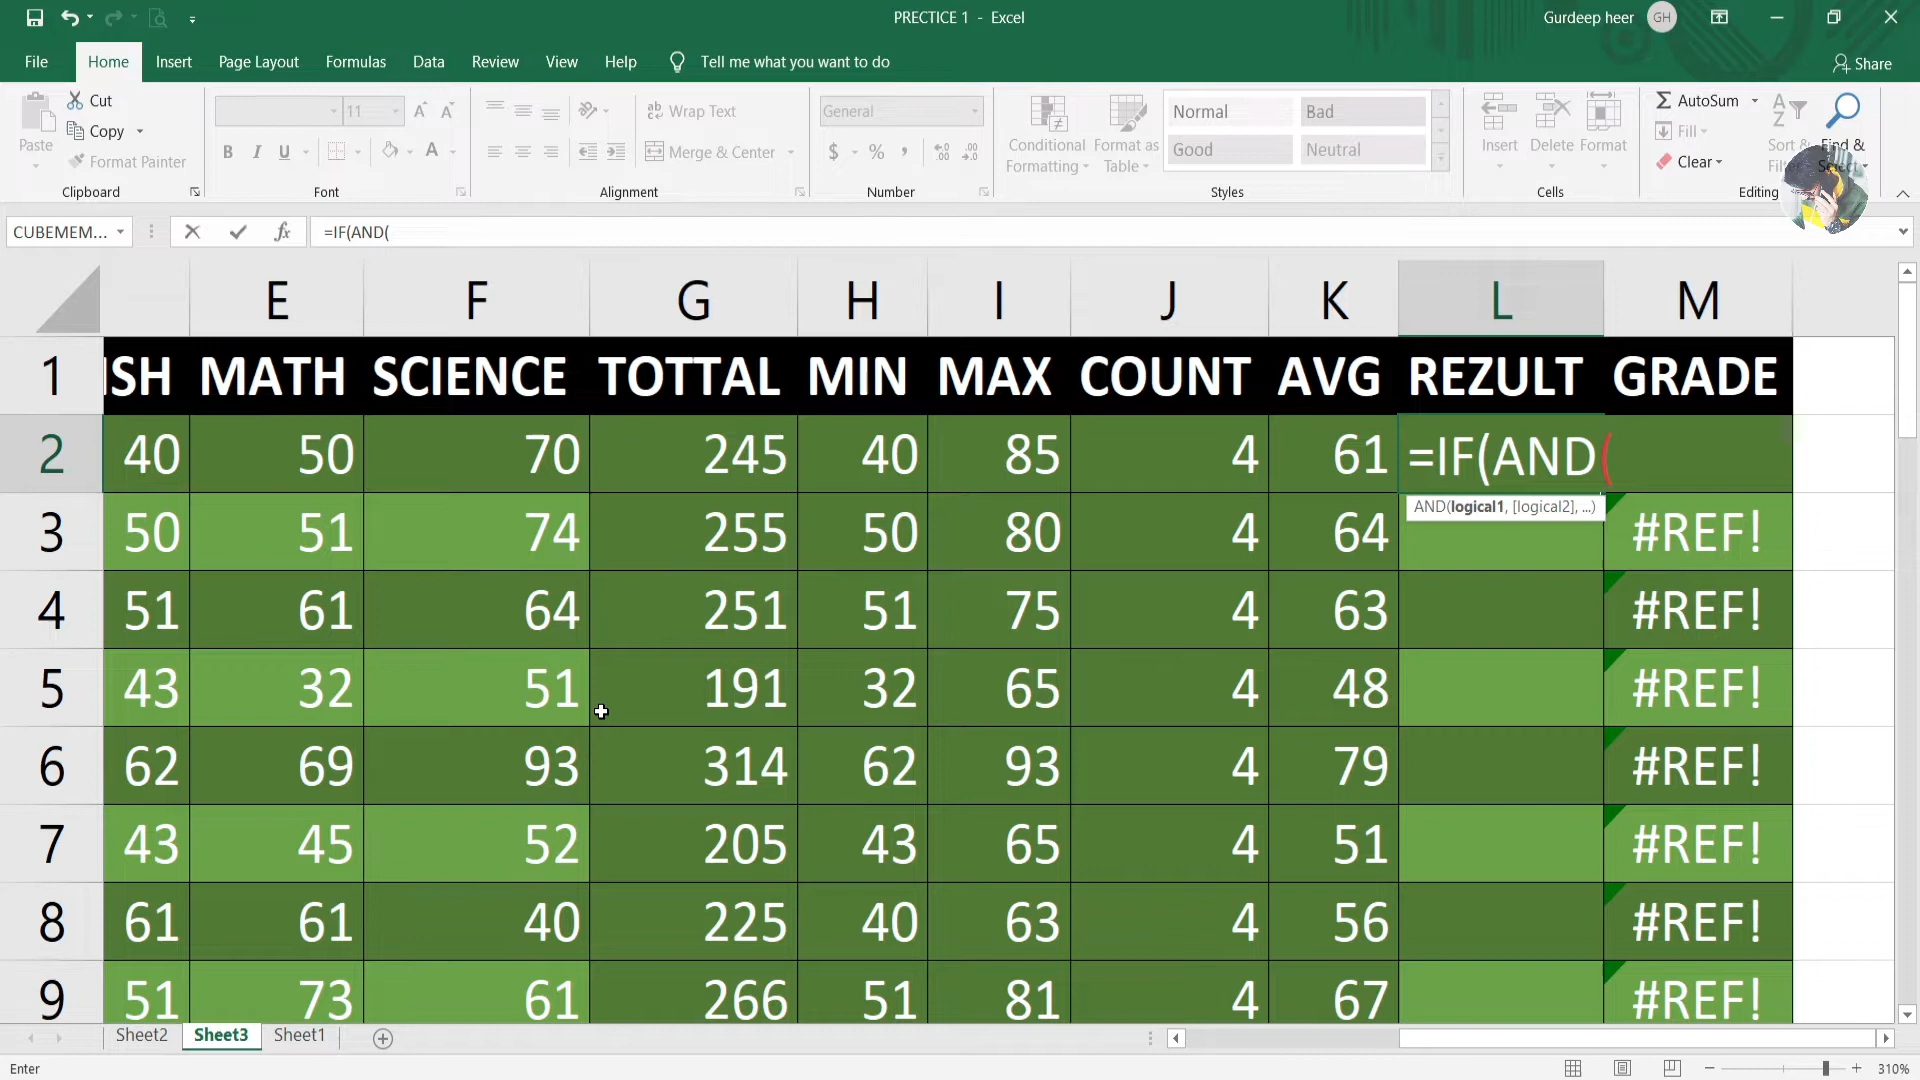 PRECTICE 1 - Excel
Gurdeep heer GH
File Home Insert Page Layout Formulas Data Review View Help Tell me what you want to do Share
Paste
Cut
Copy
Format Painter
Clipboard
11
B I U
Font
Wrap Text
Merge & Center
Alignment
General
$ % ,
Number
Conditional Formatting
Format as Table
Normal Bad
Good Neutral
Styles
Insert Delete Format
Cells
AutoSum
Fill
Clear
Sort &
Find &
Editing
CUBEMEM... fx =IF(AND(
E F G H I J K L M
1 ISH MATH SCIENCE TOTTAL MIN MAX COUNT AVG REZULT GRADE
2 40 50 70 245 40 85 4 61 =IF(AND(
AND(logical1, [logical2], ...)
3 50 51 74 255 50 80 4 64 #REF!
4 51 61 64 251 51 75 4 63 #REF!
5 43 32 51 191 32 65 4 48 #REF!
6 62 69 93 314 62 93 4 79 #REF!
7 43 45 52 205 43 65 4 51 #REF!
8 61 61 40 225 40 63 4 56 #REF!
9 51 73 61 266 51 81 4 67 #REF!
Sheet2 Sheet3 Sheet1
Enter
310%